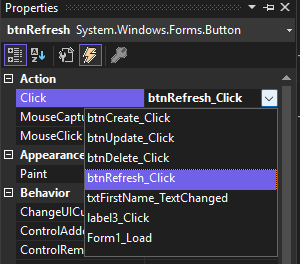 Properties
btnRefresh System.Windows.Forms.Button
Action
Click btnRefresh_Click
MouseCaptu
btnCreate_Click
MouseClick
btnUpdate_Click
btnDelete_Click
Appearance
btnRefresh_Click
Paint
txtFirstName_TextChanged
Behavior
label3_Click
ChangeUICu
Form1_Load
ControlAdde
ControlRem